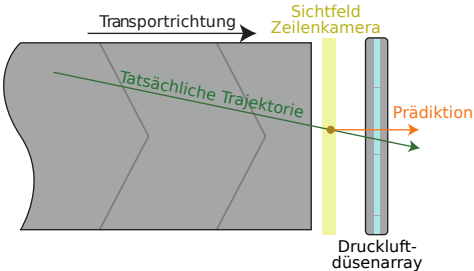 Transportrichtung
Sichtfeld
Zeilenkamera
Tatsächliche Trajektorie
Prädiktion
Druckluft-
düsenarray